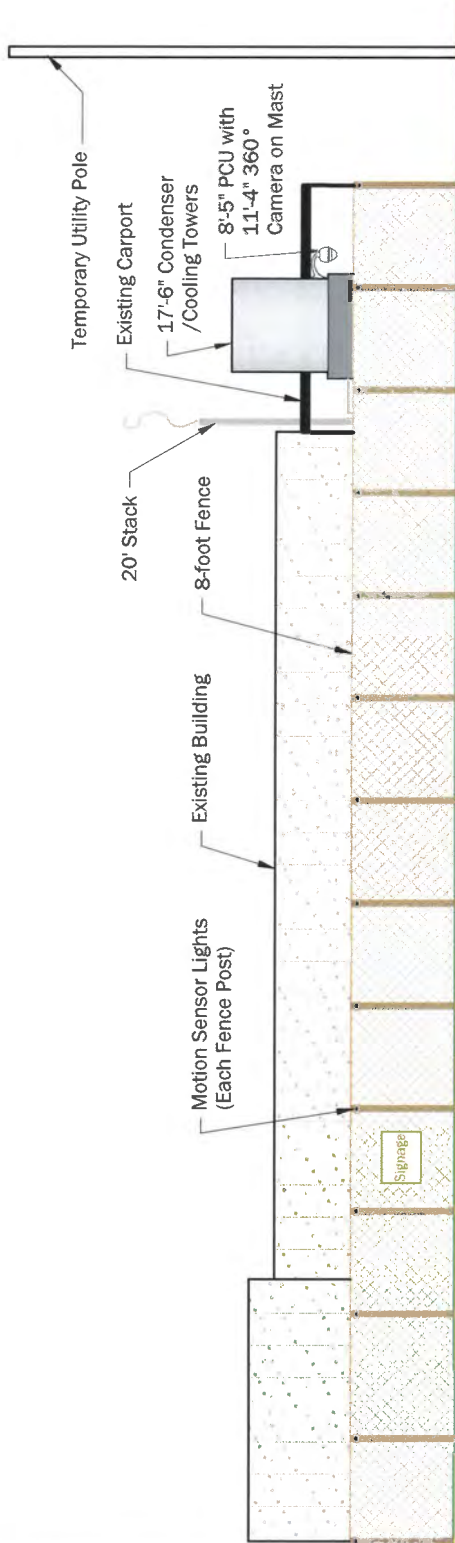 Temporary Utility Pole
Existing Carport
17'-6" Condenser
/Cooling Towers
8'-5" PCU with
11'-4" 360°
Camera on Mast
20' Stack
8-foot Fence
Existing Building
Motion Sensor Lights
(Each Fence Post)
Signage